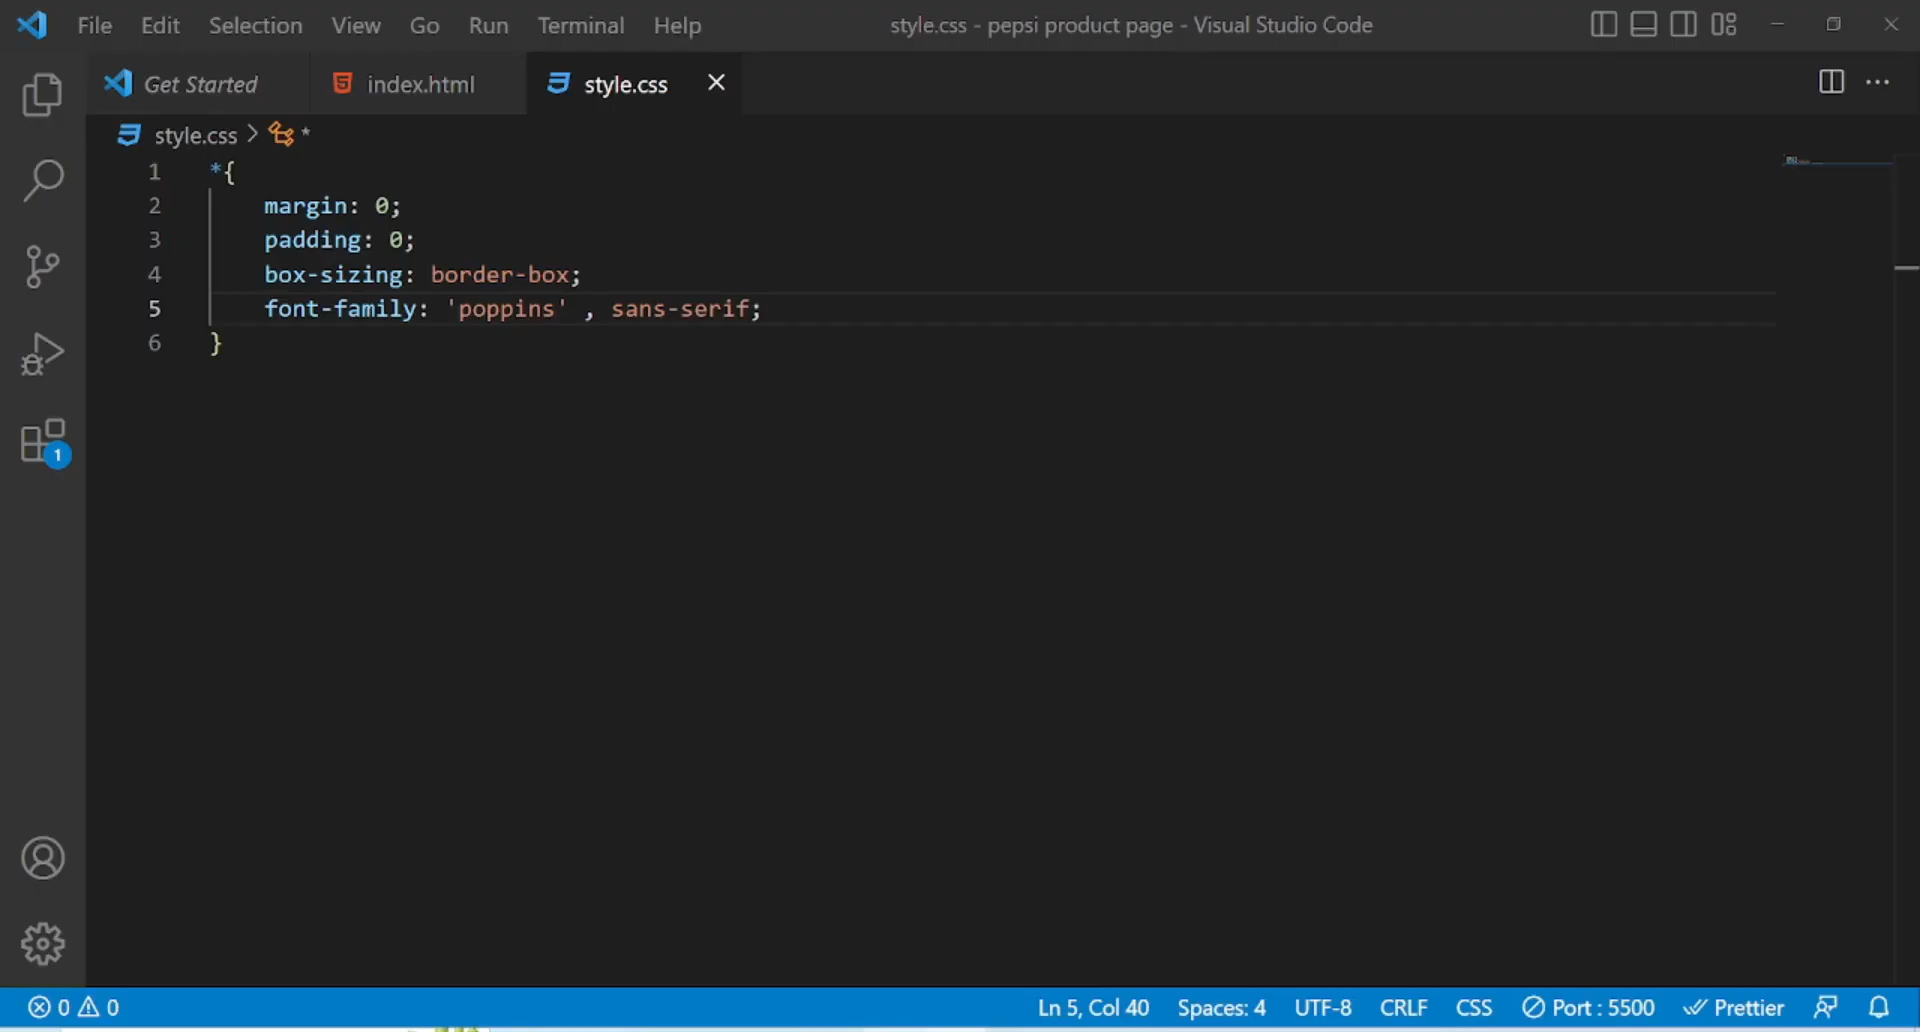 File Edit Selection View Go Run Terminal Help style.css - pepsi product page - Visual Studio Code
Get Started index.html style.css
style.css > *
1 *{
2 margin: 0;
3 padding: 0;
4 box-sizing: border-box;
5 font-family: 'poppins' , sans-serif;
6 }
1
0 0 Ln 5, Col 40 Spaces: 4 UTF-8 CRLF CSS Port : 5500 Prettier